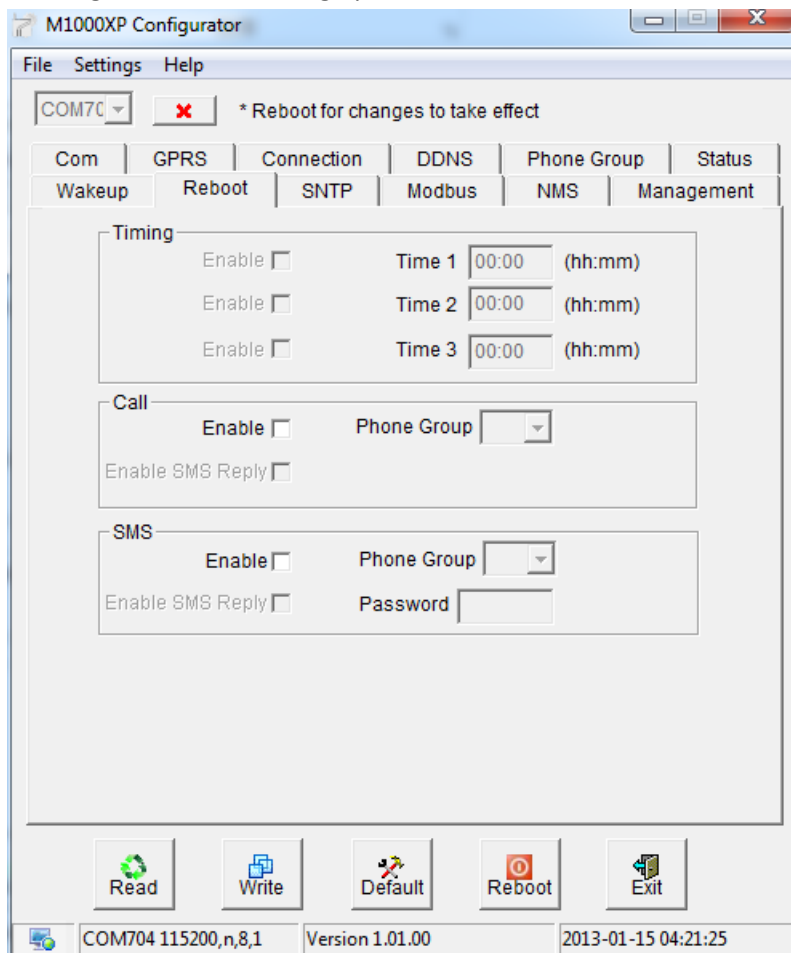 M1000XP Configurator
File Settings Help
COM70 * Reboot for changes to take effect
Com GPRS Connection DDNS Phone Group Status
Wakeup Reboot SNTP Modbus NMS Management
Timing
Enable Time 1 00:00 (hh:mm)
Enable Time 2 00:00 (hh:mm)
Enable Time 3 00:00 (hh:mm)
Call
Enable Phone Group
Enable SMS Reply
SMS
Enable Phone Group
Enable SMS Reply Password
Read Write Default Reboot Exit
COM704 115200,n,8,1 Version 1.01.00 2013-01-15 04:21:25